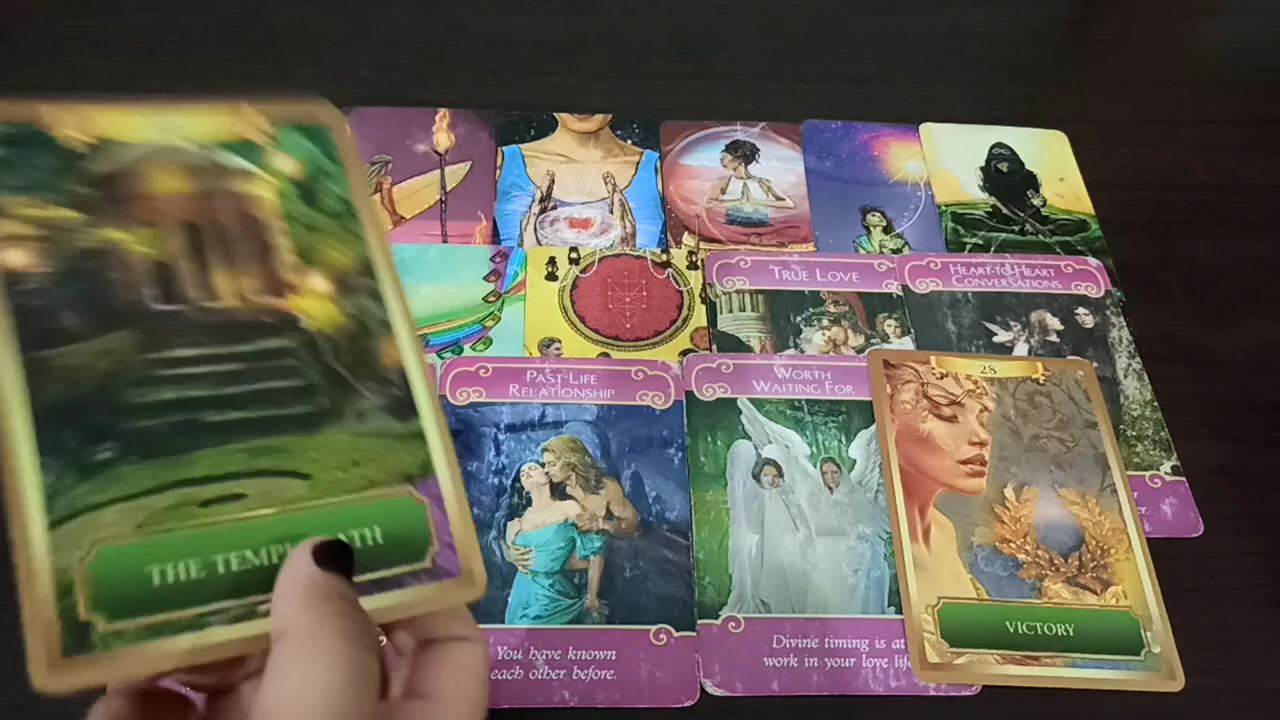 TRUE LOVE
HEART-TO-HEART
CONVERSATIONS
PAST-LIFE
RELATIONSHIP
WORTH
WAITING FOR
28
THE
You have known
each other before.
Divine timing is at
work in your love
VICTORY